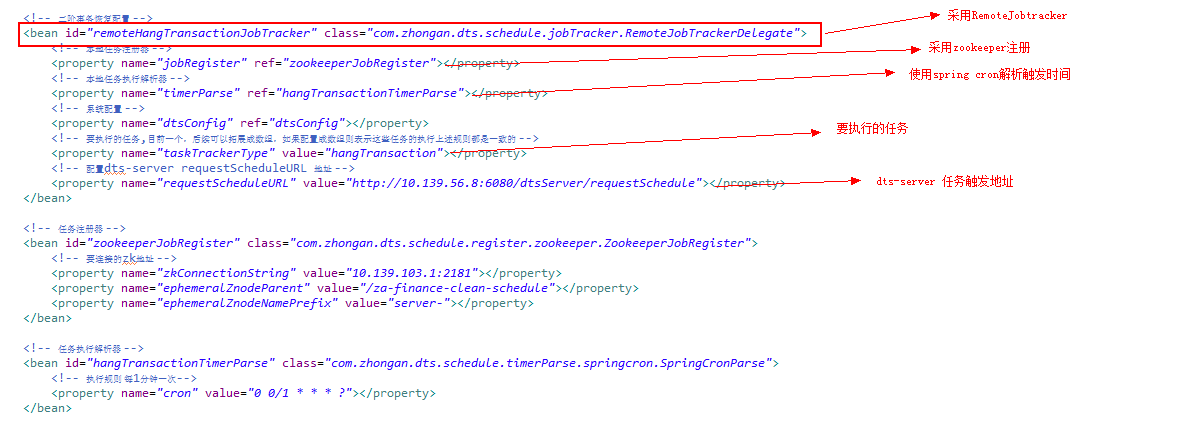 <!-- 二阶事务恢复配置 -->
<bean id="remoteHangTransactionJobTracker" class="com.zhongan.dts.schedule.jobTracker.RemoteJobTrackerDelegate">
采用RemoteJobtracker
<!-- 本地任务注册器 -->
<property name="jobRegister" ref="zookeeperJobRegister"></property>
采用zookeeper注册
<!-- 本地任务执行解析器 -->
<property name="timerParse" ref="hangTransactionTimerParse"></property>
使用spring cron解析触发时间
<!-- 系统配置 -->
<property name="dtsConfig" ref="dtsConfig"></property>
<!-- 要执行的任务,目前一个，后续可以拓展成数组，如果配置成数组则表示这些任务的执行上述规则都是一致的 -->
<property name="taskTrackerType" value="hangTransaction"></property>
要执行的任务
<!-- 配置dts-server requestScheduleURL 地址 -->
<property name="requestScheduleURL" value="http://10.139.56.8:6080/dtsServer/requestSchedule"></property>
dts-server 任务触发地址
</bean>
<!-- 任务注册器 -->
<bean id="zookeeperJobRegister" class="com.zhongan.dts.schedule.register.zookeeper.ZookeeperJobRegister">
<!-- 要连接的zk地址 -->
<property name="zkConnectionString" value="10.139.103.1:2181"></property>
<property name="ephemeralZnodeParent" value="/za-finance-clean-schedule"></property>
<property name="ephemeralZnodeNamePrefix" value="server-"></property>
</bean>
<!-- 任务执行解析器 -->
<bean id="hangTransactionTimerParse" class="com.zhongan.dts.schedule.timerParse.springcron.SpringCronParse">
<!-- 执行规则 每1分钟一次-->
<property name="cron" value="0 0/1 * * * ?"></property>
</bean>